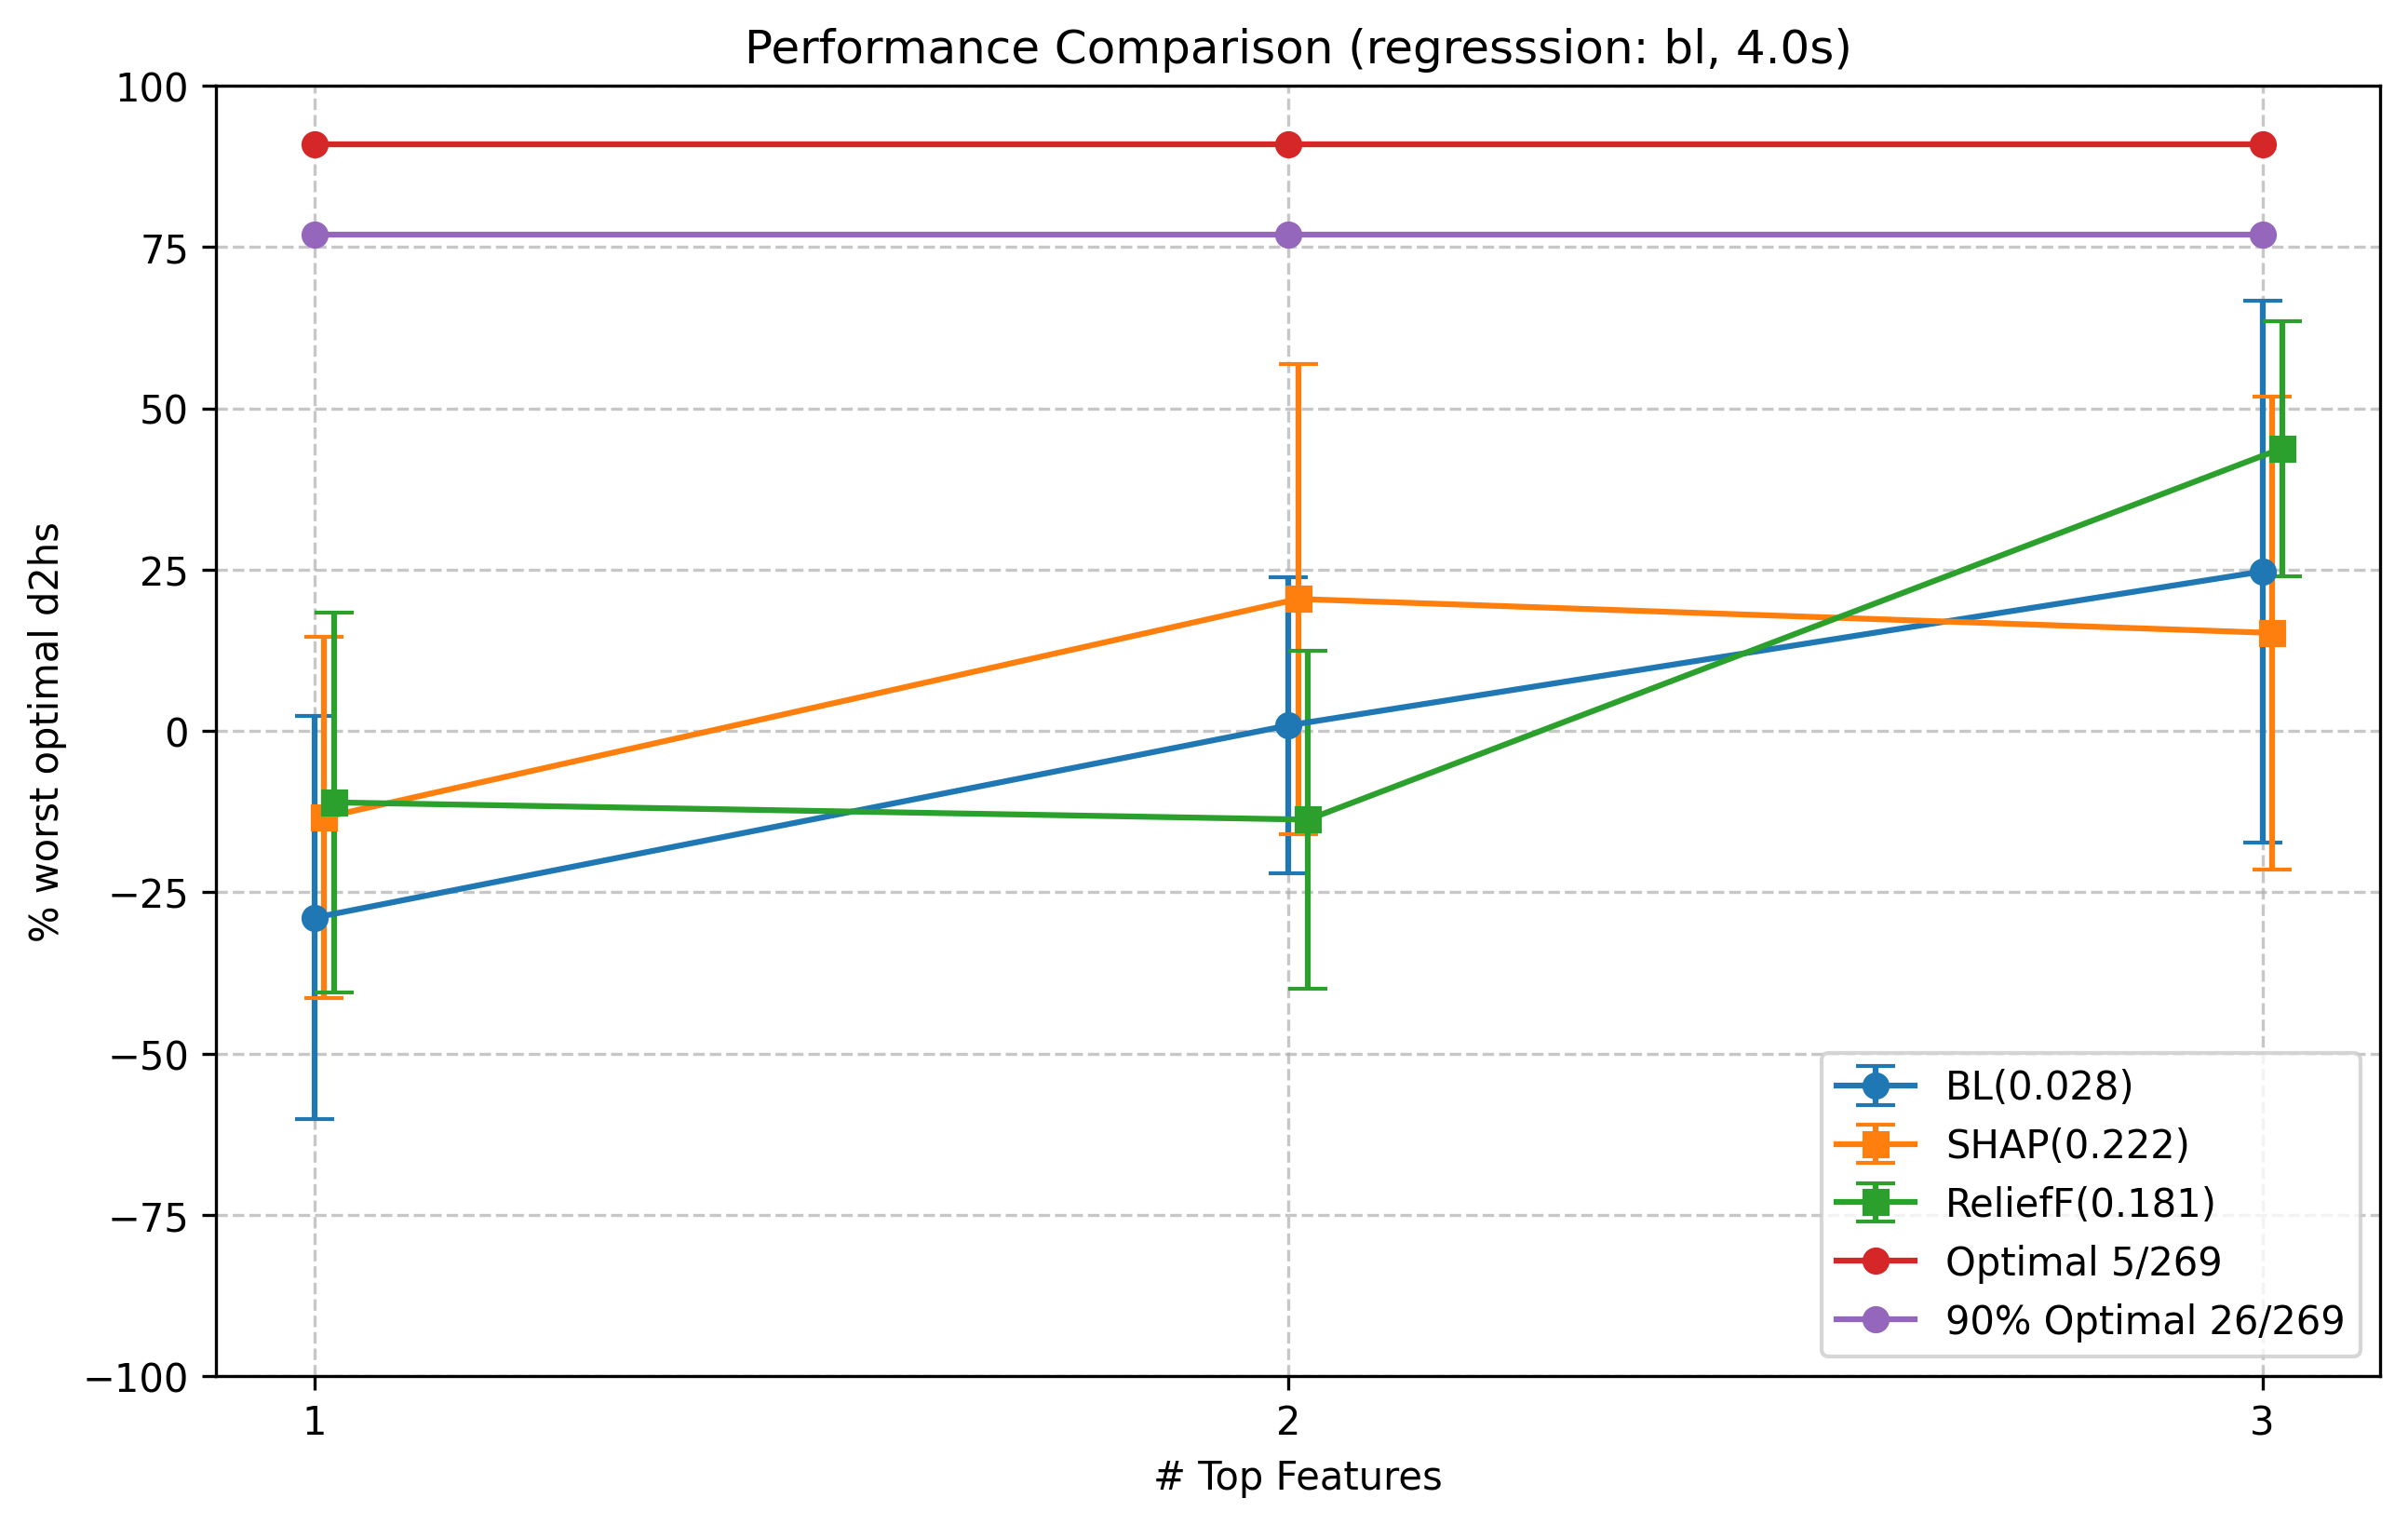 Performance Comparison (regresssion: bl, 4.0s)
100
75
50
25
0
−25
−50
−75
−100
% worst optimal d2hs
1
2
3
# Top Features
BL(0.028)
SHAP(0.222)
ReliefF(0.181)
Optimal 5/269
90% Optimal 26/269